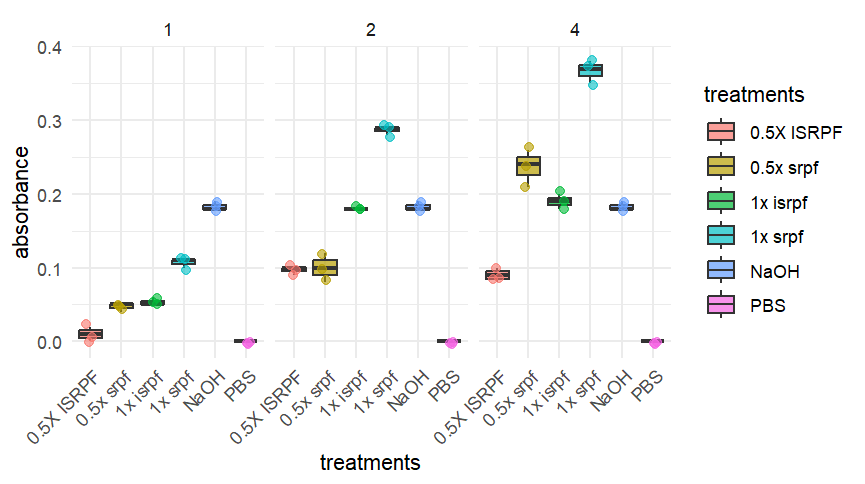 1 2 4
0.4
0.3
0.2
0.1
0.0
absorbance
0.5X ISRPF 0.5x srpf 1x isrpf 1x srpf NaOH PBS 0.5X ISRPF 0.5x srpf 1x isrpf 1x srpf NaOH PBS 0.5X ISRPF 0.5x srpf 1x isrpf 1x srpf NaOH PBS
treatments
treatments
0.5X ISRPF
0.5x srpf
1x isrpf
1x srpf
NaOH
PBS